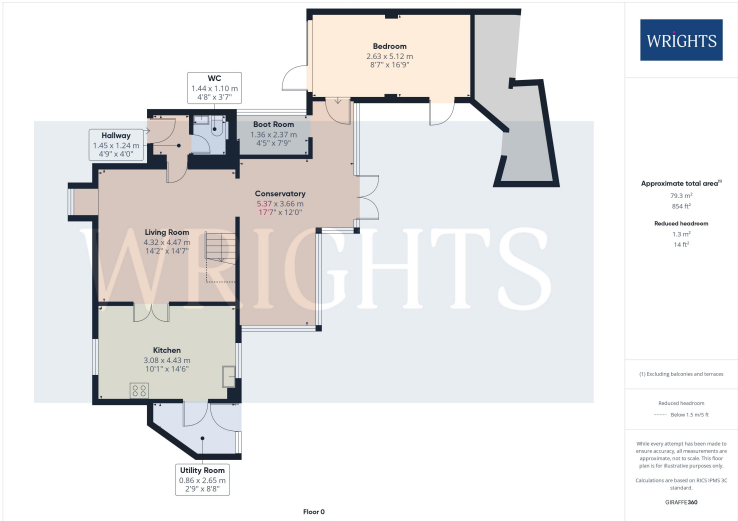 Bedroom
2.63 x 5.12 m
8'7" x 16'9"
WC
1.44 x 1.10 m
4'8" x 3'7"
Hallway
1.45 x 1.24 m
4'9" x 4'0"
Boot Room
1.36 x 2.37 m
4'5" x 7'9"
Conservatory
5.37 x 3.66 m
17'7" x 12'0"
Living Room
4.32 x 4.47 m
14'2" x 14'7"
WRIGHTS
Kitchen
3.08 x 4.43 m
10'1" x 14'6"
Utility Room
0.86 x 2.65 m
2'9" x 8'8"
Floor 0
WRIGHTS
Approximate total area(1)
79.3 m²
854 ft²
Reduced headroom
1.3 m²
14 ft²
(1) Excluding balconies and terraces
Reduced headroom
------ Below 1.5 m/5 ft
While every attempt has been made to
ensure accuracy, all measurements are
approximate, not to scale. This floor
plan is for illustrative purposes only.
Calculations are based on RICS IPMS 3C
standard.
GIRAFFE360